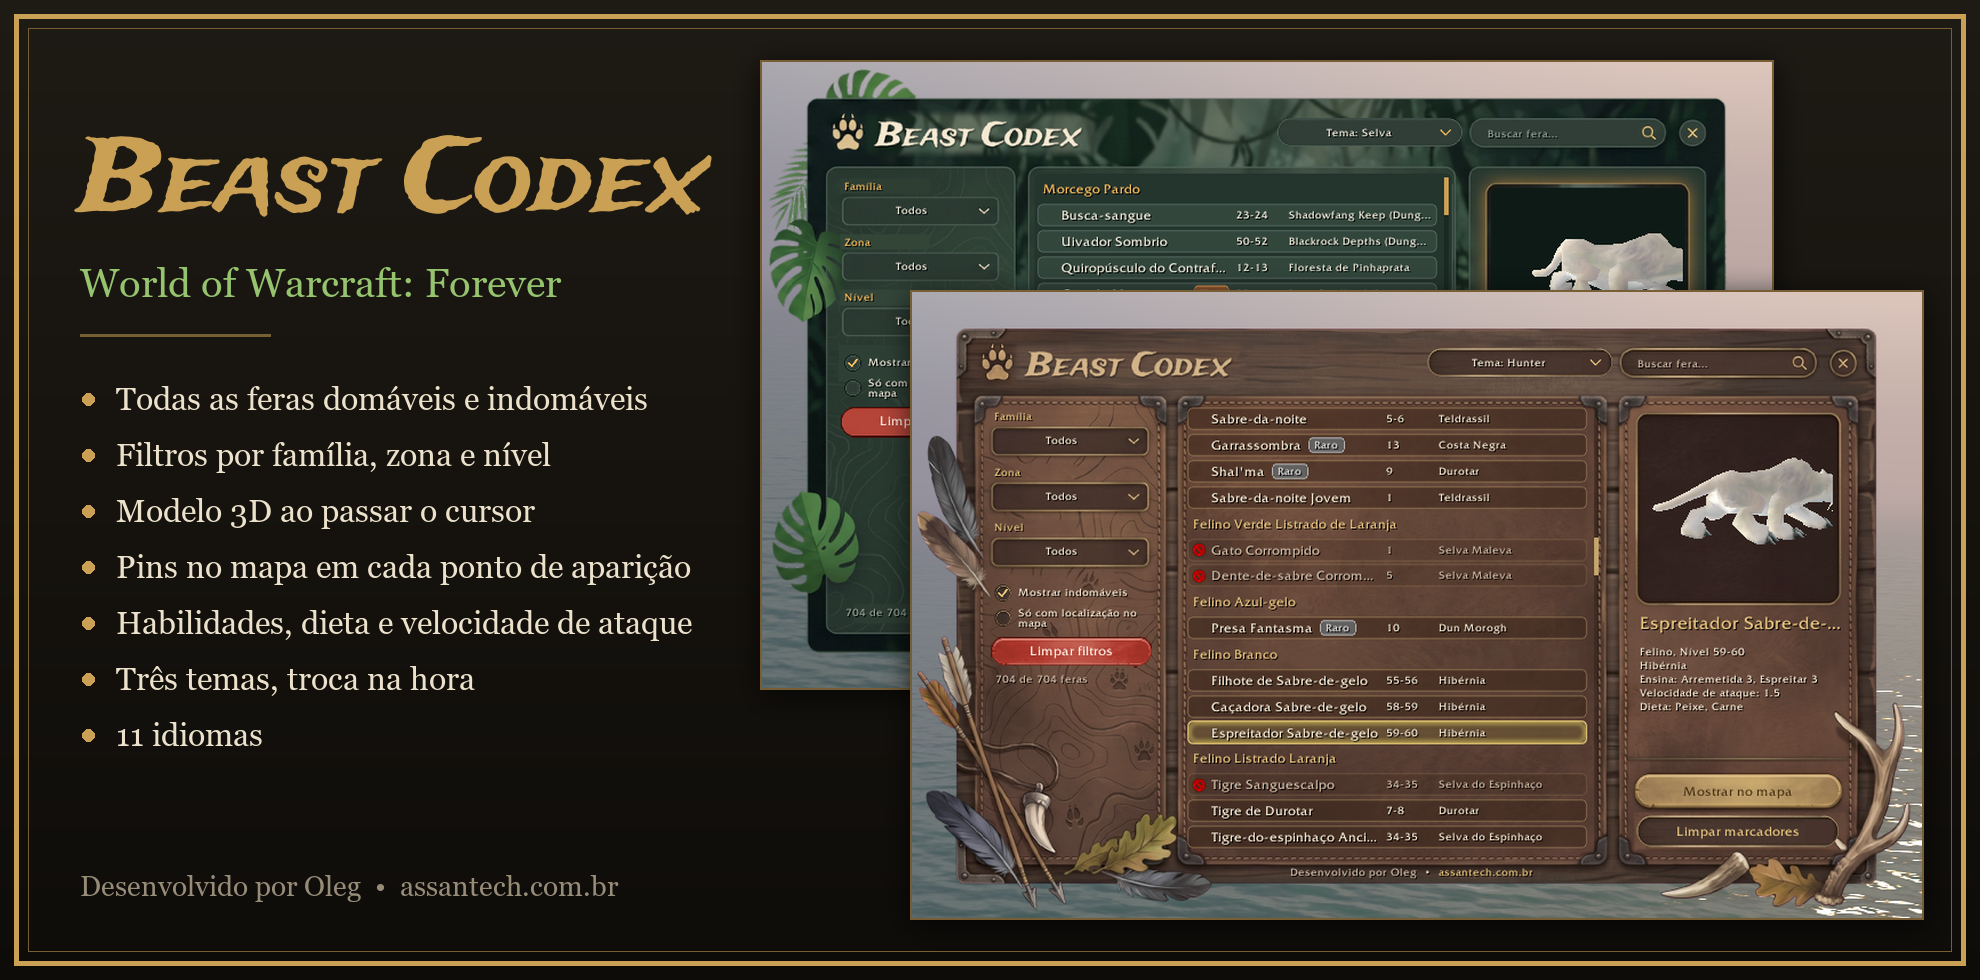 Beast Codex
World of Warcraft: Forever
Todas as feras domáveis e indomáveis
Filtros por família, zona e nível
Modelo 3D ao passar o cursor
Pins no mapa em cada ponto de aparição
Habilidades, dieta e velocidade de ataque
Três temas, troca na hora
11 idiomas
Desenvolvido por Oleg • assantech.com.br
Beast Codex
Tema: Selva
Buscar fera...
Família
Todos
Zona
Todos
Nível
Mostrar
Só com
mapa
704 de 704
Morcego Pardo
Busca-sangue 23-24 Shadowfang Keep (Dung...
Uivador Sombrio 50-52 Blackrock Depths (Dung...
Quiropúsculo do Contraf... 12-13 Floresta de Pinhaprata
Beast Codex
Tema: Hunter
Buscar fera...
Família
Todos
Zona
Todos
Nível
Todos
Mostrar indomáveis
Só com localização no
mapa
Limpar filtros
704 de 704 feras
Sabre-da-noite 5-6 Teldrassil
Garrassombra Raro 13 Costa Negra
Shal'ma Raro 9 Durotar
Sabre-da-noite Jovem 1 Teldrassil
Felino Verde Listrado de Laranja
Gato Corrompido 1 Selva Maleva
Dente-de-sabre Corrom... 5 Selva Maleva
Felino Azul-gelo
Presa Fantasma Raro 10 Dun Morogh
Felino Branco
Filhote de Sabre-de-gelo 55-56 Hibérnia
Caçadora Sabre-de-gelo 58-59 Hibérnia
Espreitador Sabre-de-gelo 59-60 Hibérnia
Felino Listrado Laranja
Tigre Sanguescalpo 34-35 Selva do Espinhaço
Tigre de Durotar 7-8 Durotar
Tigre-do-espinhaço Anci... 34-35 Selva do Espinhaço
Espreitador Sabre-de-...
Felino, Nível 59-60
Hibérnia
Ensina: Arremetida 3, Espreitar 3
Velocidade de ataque: 1.5
Dieta: Peixe, Carne
Mostrar no mapa
Limpar marcadores
Desenvolvido por Oleg • assantech.com.br